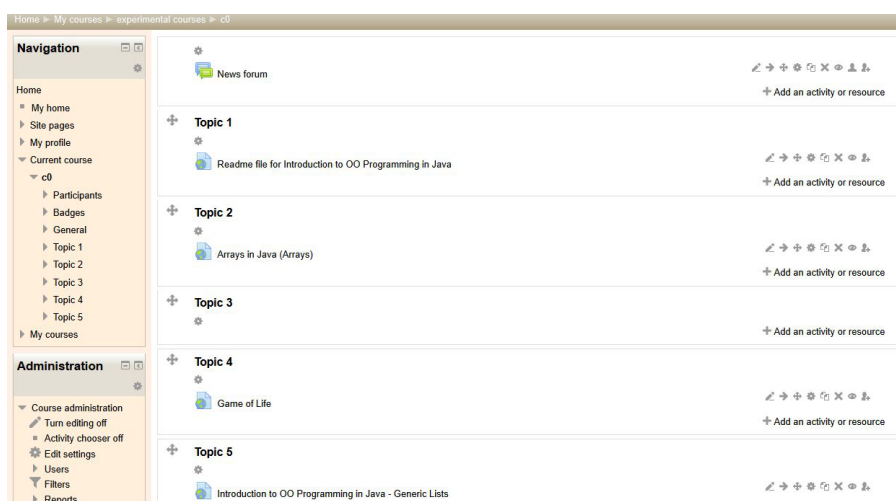 Home ► My courses ► experimental courses ► c0
Navigation
Home
My home
Site pages
My profile
Current course
c0
Participants
Badges
General
Topic 1
Topic 2
Topic 3
Topic 4
Topic 5
My courses
Administration
Course administration
Turn editing off
Activity chooser off
Edit settings
Users
Filters
Reports
News forum
Add an activity or resource
Topic 1
Readme file for Introduction to OO Programming in Java
Add an activity or resource
Topic 2
Arrays in Java (Arrays)
Add an activity or resource
Topic 3
Add an activity or resource
Topic 4
Game of Life
Add an activity or resource
Topic 5
Introduction to OO Programming in Java - Generic Lists